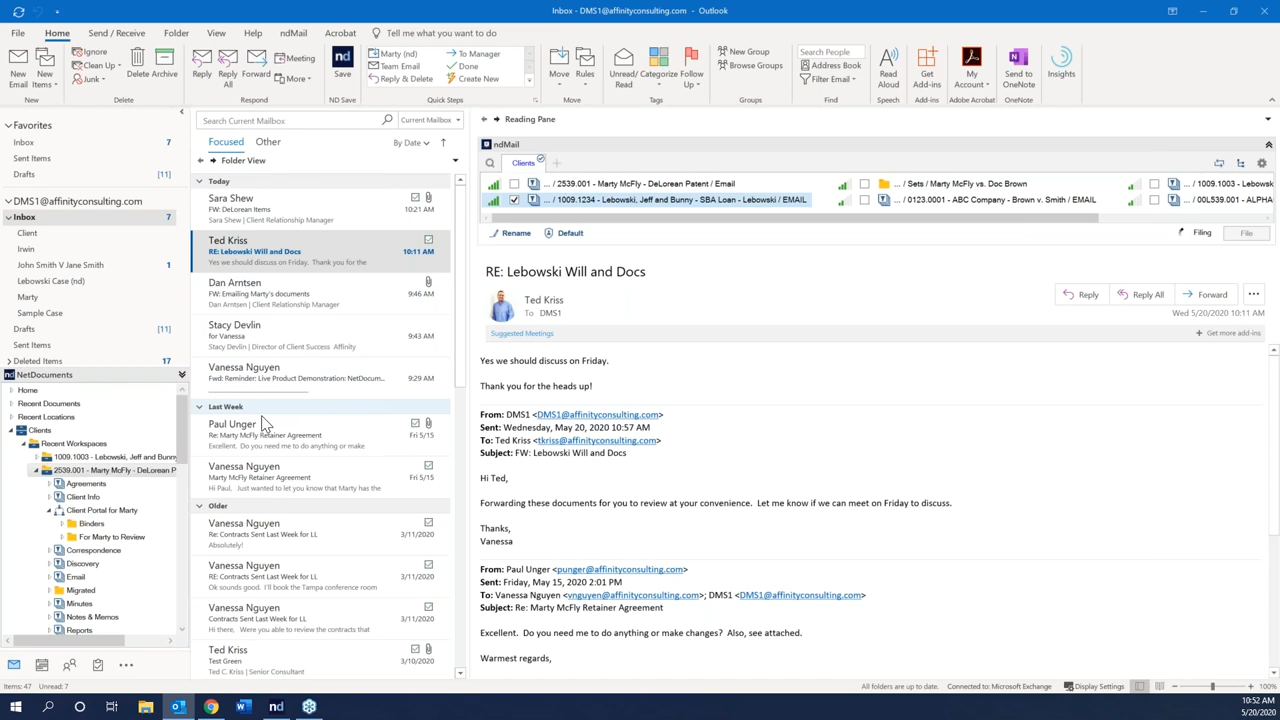 Inbox - DMS1@affinityconsulting.com - Outlook
File Home Send / Receive Folder View Help ndMail Acrobat Tell me what you want to do
New Email
New Items
New
Ignore
Clean Up
Junk
Delete
Archive
Delete
Reply
Reply All
Forward
Meeting
More
Respond
nd
Save
ND Save
Marty (nd)
Team Email
Reply & Delete
To Manager
Done
Create New
Quick Steps
Move
Rules
Move
Unread/ Read
Categorize
Follow Up
Tags
New Group
Browse Groups
Groups
Search People
Address Book
Filter Email
Find
Read Aloud
Speech
Get Add-ins
Add-ins
My Account
Adobe Acrobat
Send to OneNote
OneNote
Insights
Favorites
Inbox 7
Sent Items
Drafts [11]
DMS1@affinityconsulting.com
Inbox 7
Client
Irwin
John Smith V Jane Smith 1
Lebowski Case (nd)
Marty
Sample Case
Drafts [11]
Sent Items
Deleted Items 17
nd NetDocuments
Home
Recent Documents
Recent Locations
Clients
Recent Workspaces
1009.1003 - Lebowski, Jeff and Bunny
2539.001 - Marty McFly - DeLorean P
Agreements
Client Info
Client Portal for Marty
Binders
For Marty to Review
Correspondence
Discovery
Email
Migrated
Minutes
Notes & Memos
Reports
Items: 47 Unread: 7
Search Current Mailbox Current Mailbox
Focused Other By Date
Folder View
Today
Sara Shew
FW: DeLorean Items 10:21 AM
Sara Shew | Client Relationship Manager
Ted Kriss
RE: Lebowski Will and Docs 10:11 AM
Yes we should discuss on Friday. Thank you for the
Dan Arntsen
FW: Emailing Marty's documents 9:46 AM
Dan Arntsen | Client Relationship Manager
Stacy Devlin
for Vanessa 9:43 AM
Stacy Devlin | Director of Client Success Affinity
Vanessa Nguyen
Fwd: Reminder: Live Product Demonstration: NetDocum... 9:29 AM
Last Week
Paul Unger
Re: Marty McFly Retainer Agreement Fri 5/15
Excellent. Do you need me to do anything or make
Vanessa Nguyen
Marty McFly Retainer Agreement Fri 5/15
Hi Paul, Just wanted to let you know that Marty has the
Older
Vanessa Nguyen
Re: Contracts Sent Last Week for LL 3/11/2020
Absolutely!
Vanessa Nguyen
RE: Contracts Sent Last Week for LL 3/11/2020
Ok sounds good. I'll book the Tampa conference room
Vanessa Nguyen
Contracts Sent Last Week for LL 3/11/2020
Hi there, Were you able to review the contracts that
Ted Kriss
Test Green 3/10/2020
Ted C. Kriss | Senior Consultant
Reading Pane
nd ndMail
Clients
... / 2539.001 - Marty McFly - DeLorean Patent / Email
... / Sets / Marty McFly vs. Doc Brown
... / 1009.1003 - Lebowsk
... / 1009.1234 - Lebowski, Jeff and Bunny - SBA Loan - Lebowski / EMAIL
... / 0123.0001 - ABC Company - Brown v. Smith / EMAIL
... / 00L539.001 - ALPHA
Rename Default Filing File
RE: Lebowski Will and Docs
Ted Kriss
To DMS1
Reply Reply All Forward
Wed 5/20/2020 10:11 AM
Suggested Meetings
Get more add-ins
Yes we should discuss on Friday.
Thank you for the heads up!
From: DMS1 <DMS1@affinityconsulting.com>
Sent: Wednesday, May 20, 2020 10:57 AM
To: Ted Kriss <tkriss@affinityconsulting.com>
Subject: FW: Lebowski Will and Docs
Hi Ted,
Forwarding these documents for you to review at your convenience. Let me know if we can meet on Friday to discuss.
Thanks,
Vanessa
From: Paul Unger <punger@affinityconsulting.com>
Sent: Friday, May 15, 2020 2:01 PM
To: Vanessa Nguyen <vnguyen@affinityconsulting.com>; DMS1 <DMS1@affinityconsulting.com>
Subject: Re: Marty McFly Retainer Agreement
Excellent. Do you need me to do anything or make changes? Also, see attached.
Warmest regards,
All folders are up to date. Connected to: Microsoft Exchange Display Settings 100%
10:52 AM
5/20/2020